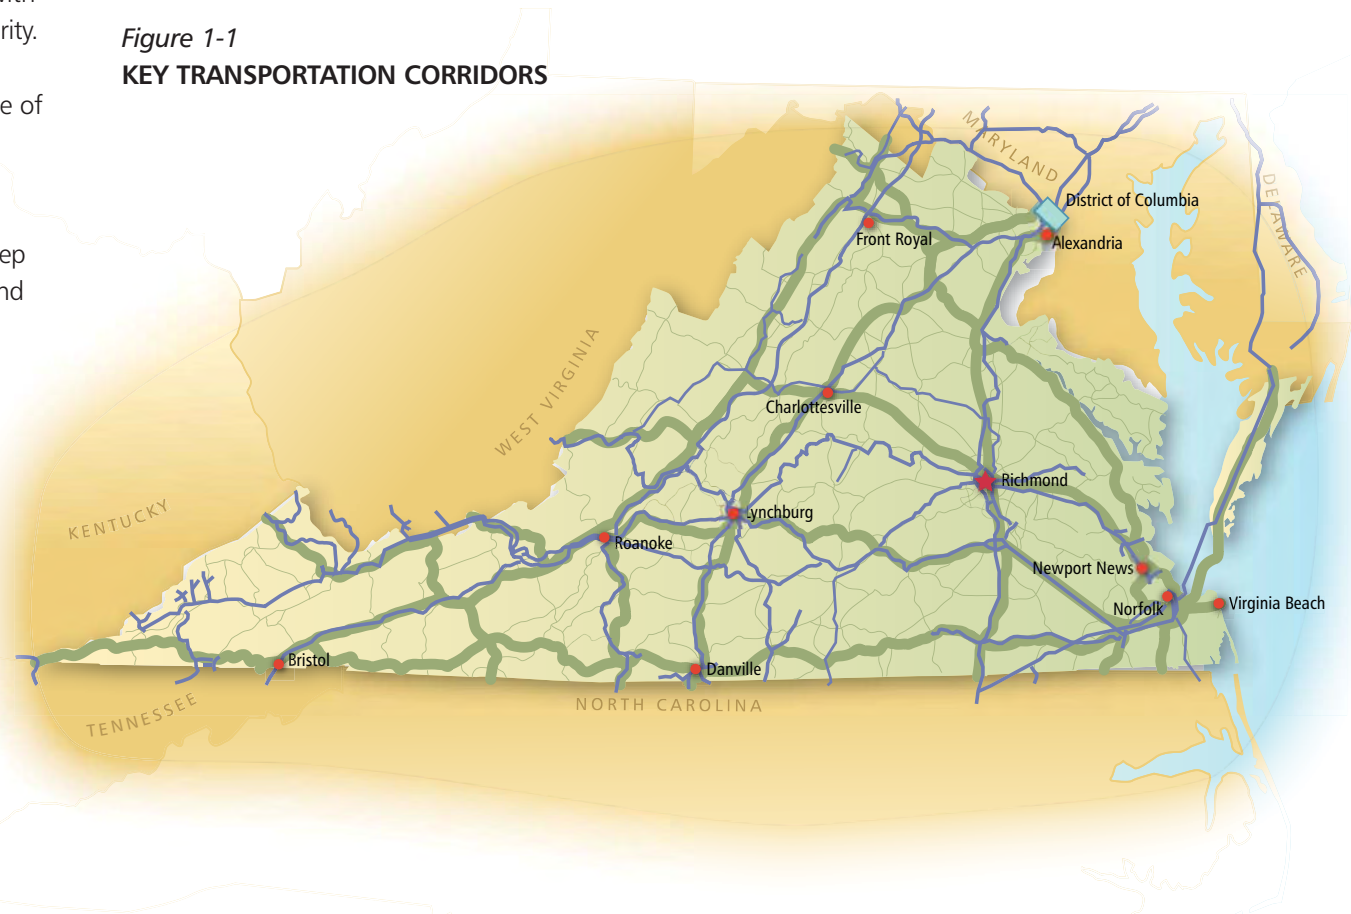 with
rity.
e of
ep
nd
Figure 1-1
KEY TRANSPORTATION CORRIDORS
MARYLAND
DELAWARE
District of Columbia
Front Royal
Alexandria
WEST VIRGINIA
Charlottesville
KENTUCKY
Richmond
Lynchburg
Roanoke
Newport News
Norfolk
Virginia Beach
Bristol
Danville
TENNESSEE
NORTH CAROLINA